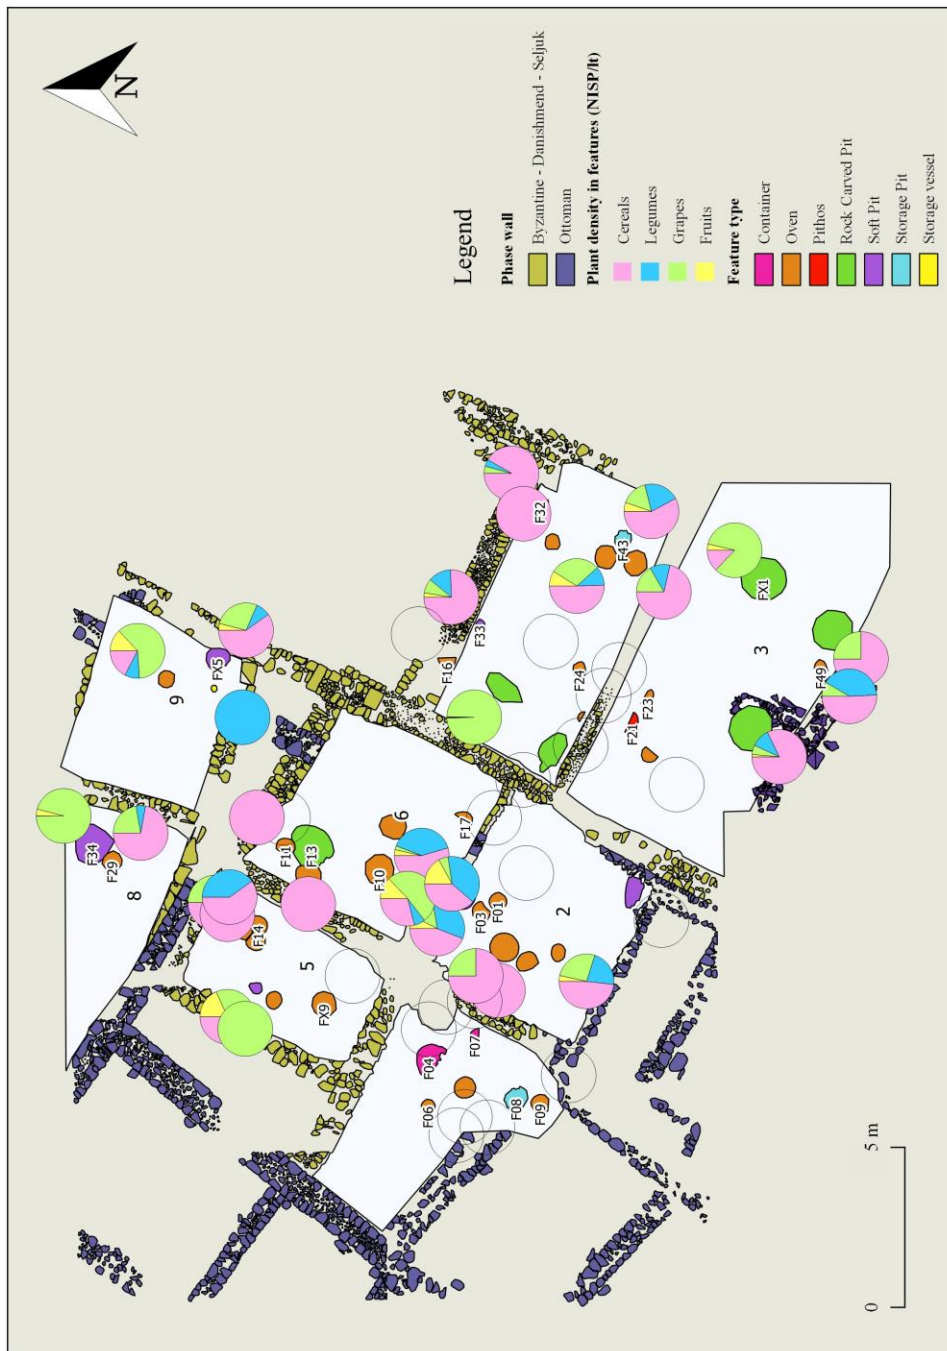 N
Legend
Phase wall
Byzantine - Danishmend - Seljuk
Ottoman
Plant density in features (NISP/lt)
Cereals
Legumes
Grapes
Fruits
Feature type
Container
Oven
Pithos
Rock Carved Pit
Soft Pit
Storage Pit
Storage vessel
F34
F29
8
9
FX5
F14
5
FX9
F11
F13
F10
6
F17
F03
F01
2
F04
F07
F06
F08
F09
F16
F33
F32
F43
F24
F23
F21
3
FX1
F49
0
5 m